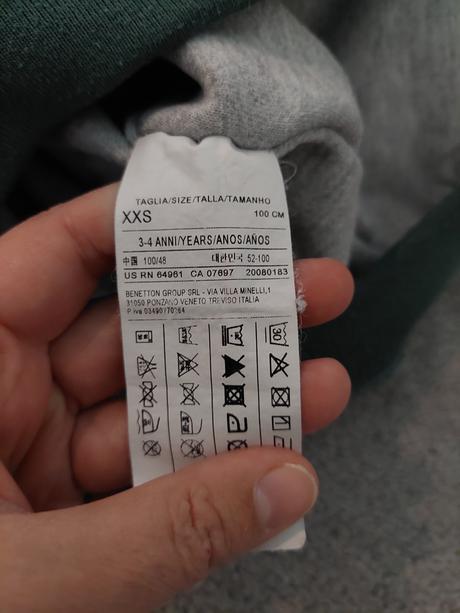 TAGLIA/SIZE/TALLA/TAMANHO
XXS 100 CM
3-4 ANNI/YEARS/ANOS/AÑOS
中国 100/48 대한민국 52-100
US RN 64961 CA 07697 20080183
BENETTON GROUP SRL - VIA VILLA MINELLI,1
31050 PONZANO VENETO TREVISO ITALIA
P.iva 03490770264
30